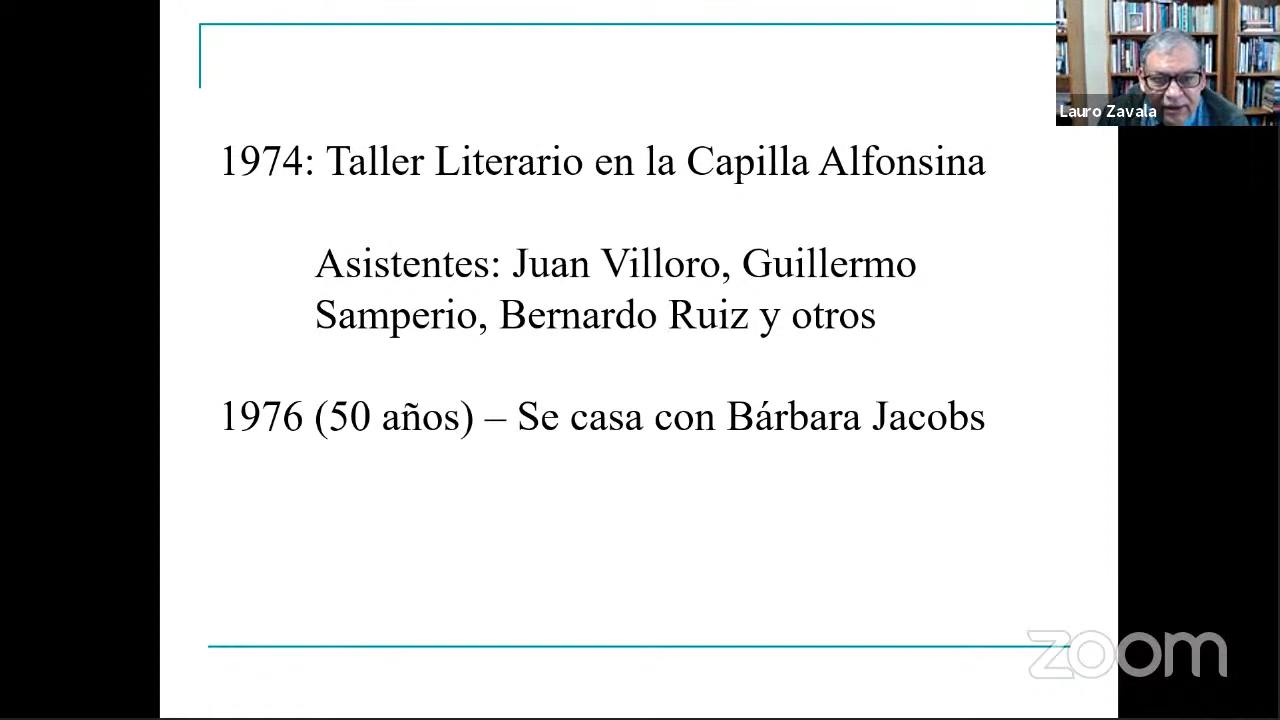 Lauro Zavala
1974: Taller Literario en la Capilla Alfonsina
Asistentes: Juan Villoro, Guillermo
Samperio, Bernardo Ruiz y otros
1976 (50 años) – Se casa con Bárbara Jacobs
zoom